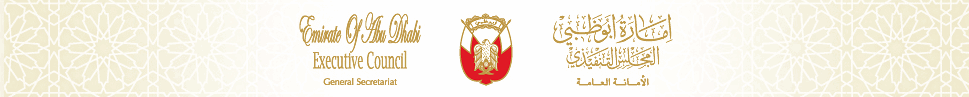 Emirate Of Abu Dhabi
Executive Council
General Secretariat
إمارة أبوظبي
المجلس التنفيذي
الأمانة العامة